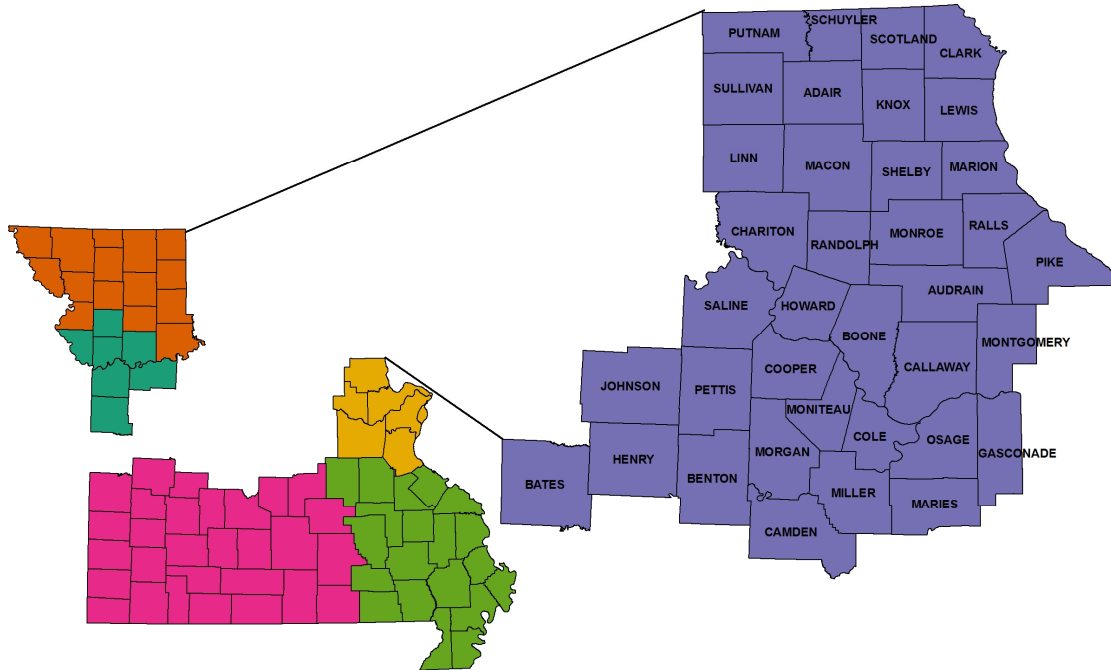 SCHUYLER
PUTNAM
SCOTLAND
CLARK
SULLIVAN
ADAIR
KNOX
LEWIS
LINN
MACON
SHELBY
MARION
CHARITON
RANDOLPH
MONROE
RALLS
PIKE
SALINE
HOWARD
AUDRAIN
BOONE
MONTGOMERY
JOHNSON
PETTIS
COOPER
CALLAWAY
MONITEAU
HENRY
BENTON
MORGAN
COLE
OSAGE
GASCONADE
BATES
MILLER
MARIES
CAMDEN